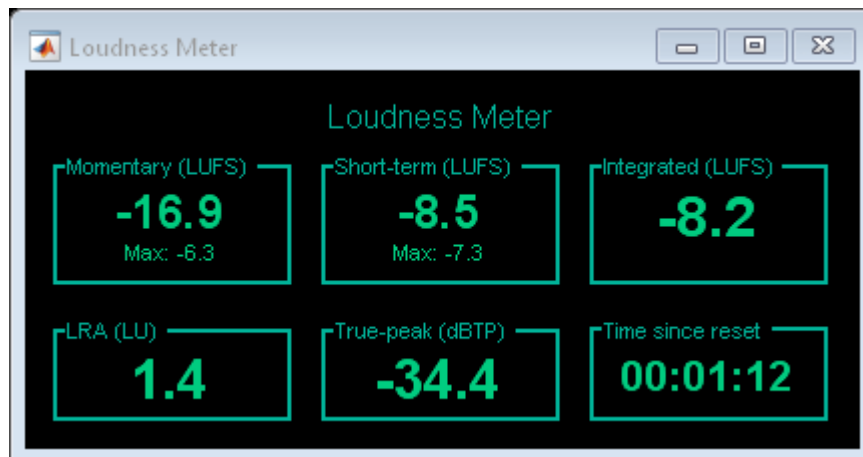 Loudness Meter
Loudness Meter
Momentary (LUFS)
-16.9
Max: -6.3
Short-term (LUFS)
-8.5
Max: -7.3
Integrated (LUFS)
-8.2
LRA (LU)
1.4
True-peak (dBTP)
-34.4
Time since reset
00:01:12